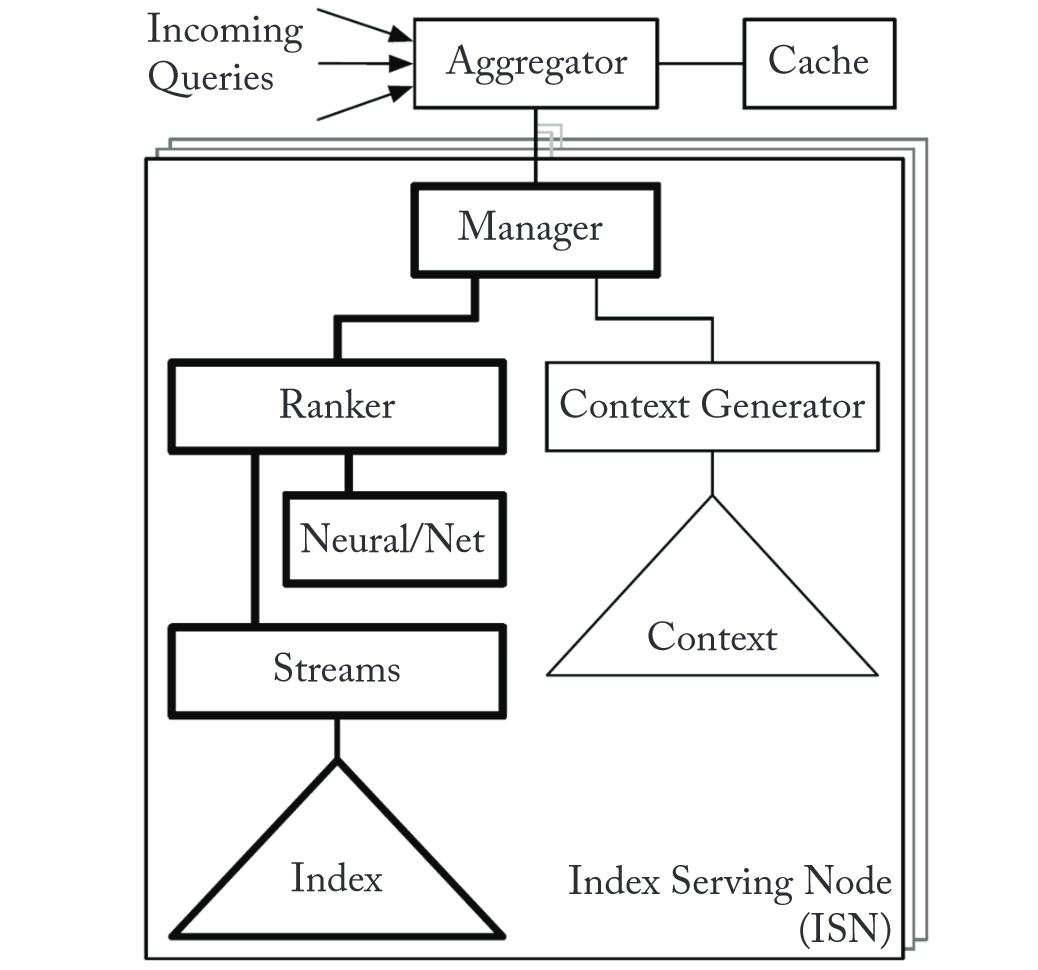 Incoming
Queries
Aggregator
Cache
Manager
Ranker
Context Generator
Neural/Net
Context
Streams
Index
Index Serving Node
(ISN)